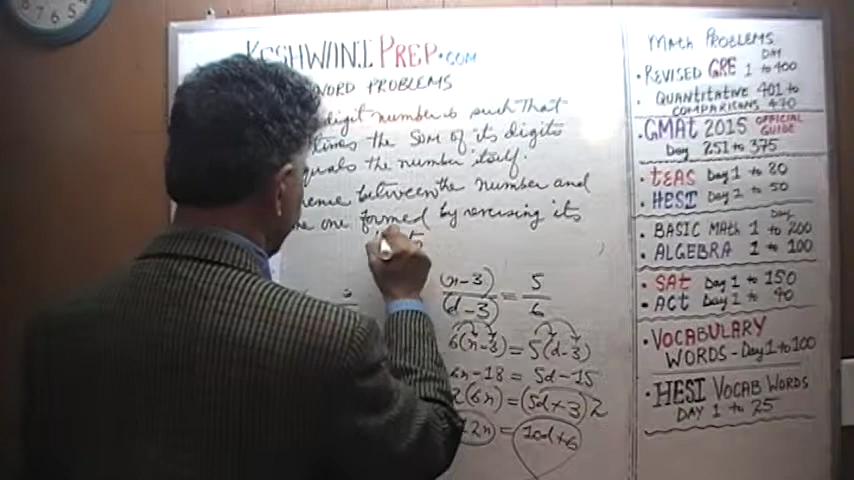 KESHWANI PREP.COM
WORD PROBLEMS
digit number is such that
times the SUM of its digits
equals the number itself.
between the number and
one formed by reversing its
(n-3)/(d-3) = 5/6
6(n-3) = 5(d-3)
6n-18 = 5d-15
2(6n) = (5d+3)2
12n = 10d+6
MATH PROBLEMS
DAY
• REVISED GRE 1 to 400
• QUANTITATIVE 401 to
COMPARISONS 470
• GMAT 2015 OFFICIAL GUIDE
Day 251 to 375
• TEAS Day 1 to 80
• HESI Day 1 to 50
Day
• BASIC MATH 1 to 200
• ALGEBRA 1 to 100
• SAT Day 1 to 150
• ACT Day 1 to 40
• VOCABULARY
WORDS - Day 1 to 100
• HESI VOCAB WORDS
DAY 1 to 25